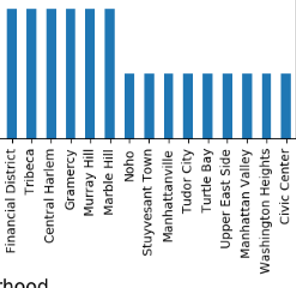 Financial District
Tribeca
Central Harlem
Gramercy
Murray Hill
Marble Hill
Noho
Stuyvesant Town
Manhattanville
Tudor City
Turtle Bay
Upper East Side
Manhattan Valley
Washington Heights
Civic Center
rhood